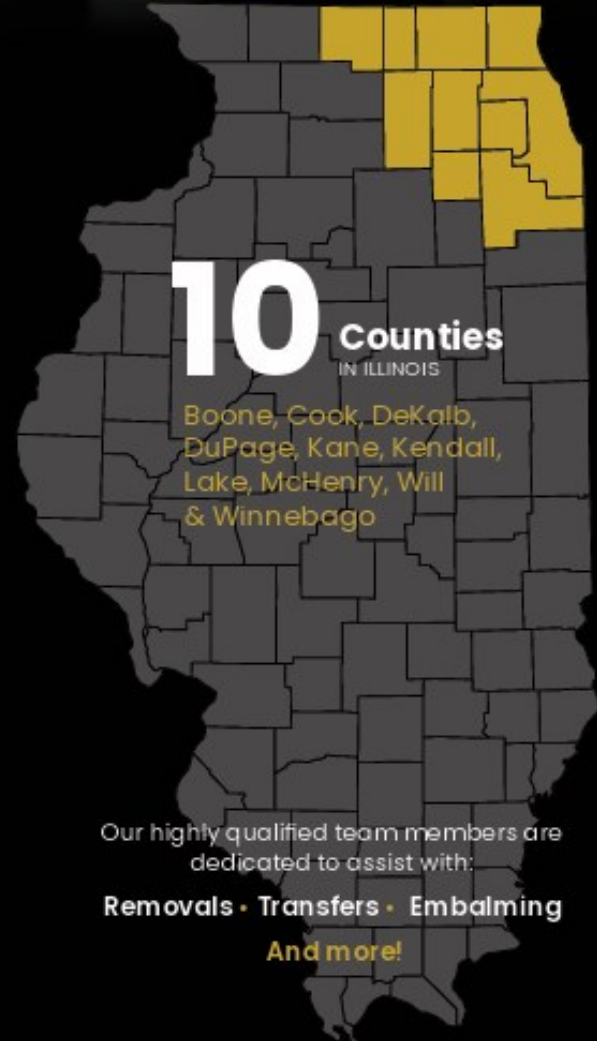 10 Counties
IN ILLINOIS
Boone, Cook, DeKalb,
DuPage, Kane, Kendall,
Lake, McHenry, Will
& Winnebago
Our highly qualified team members are
dedicated to assist with:
Removals • Transfers • Embalming
And more!